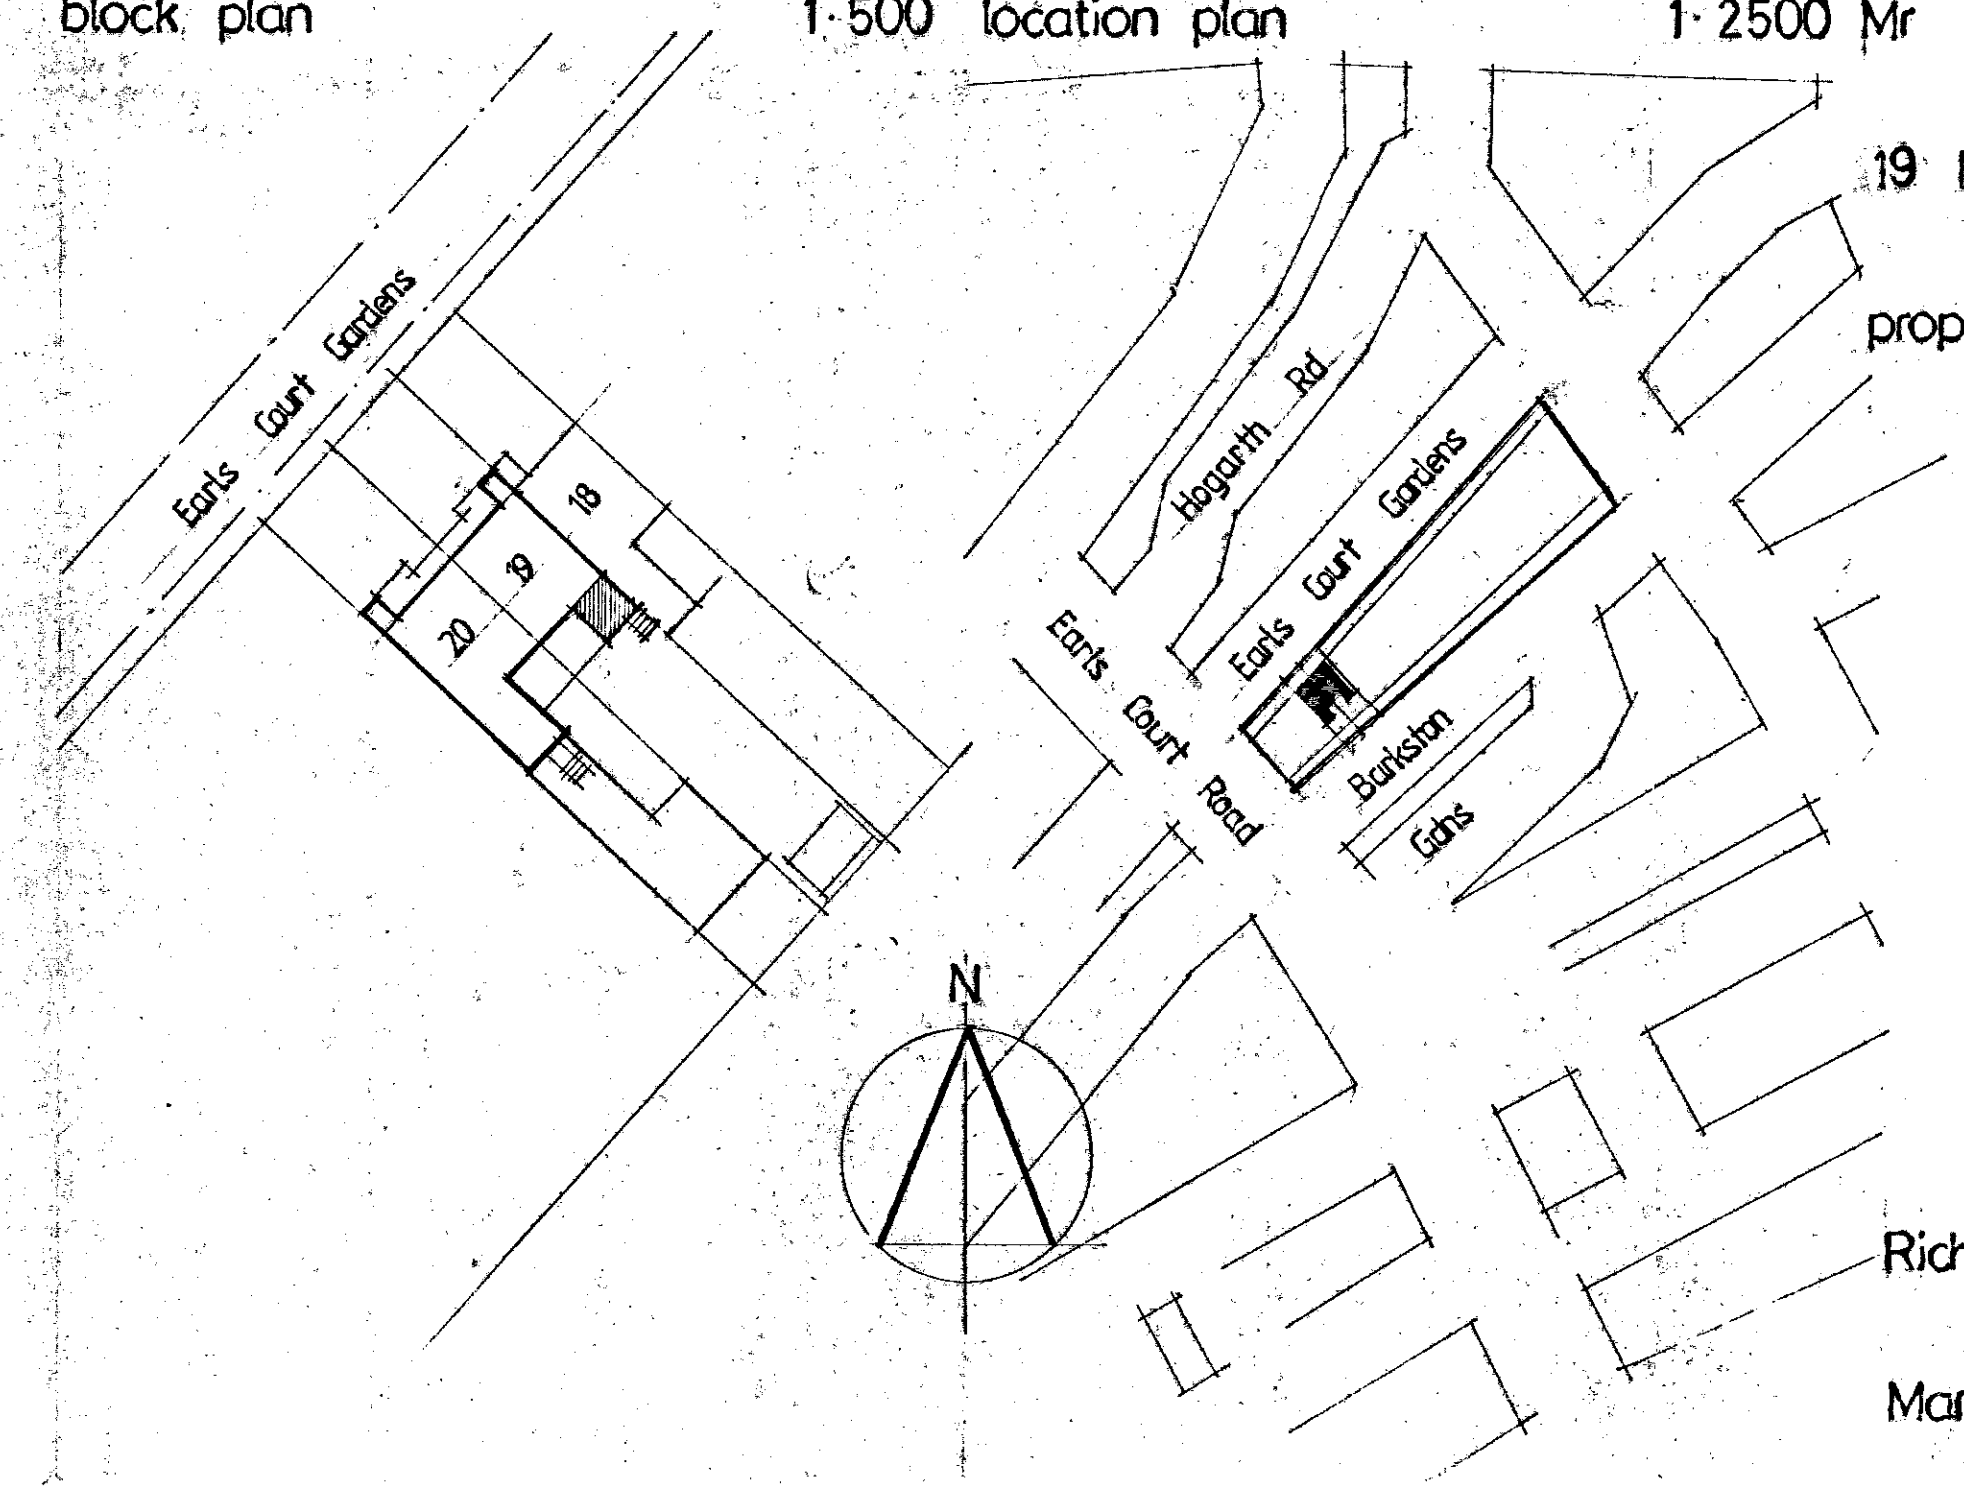 block plan 1:500 location plan 1:2500 Mr
19
prop
Earls Court Gardens
18
19
20
Hogarth Rd
Earls Court Gardens
Earls Court Road
Barkston Gdns
N
Rich
Mar